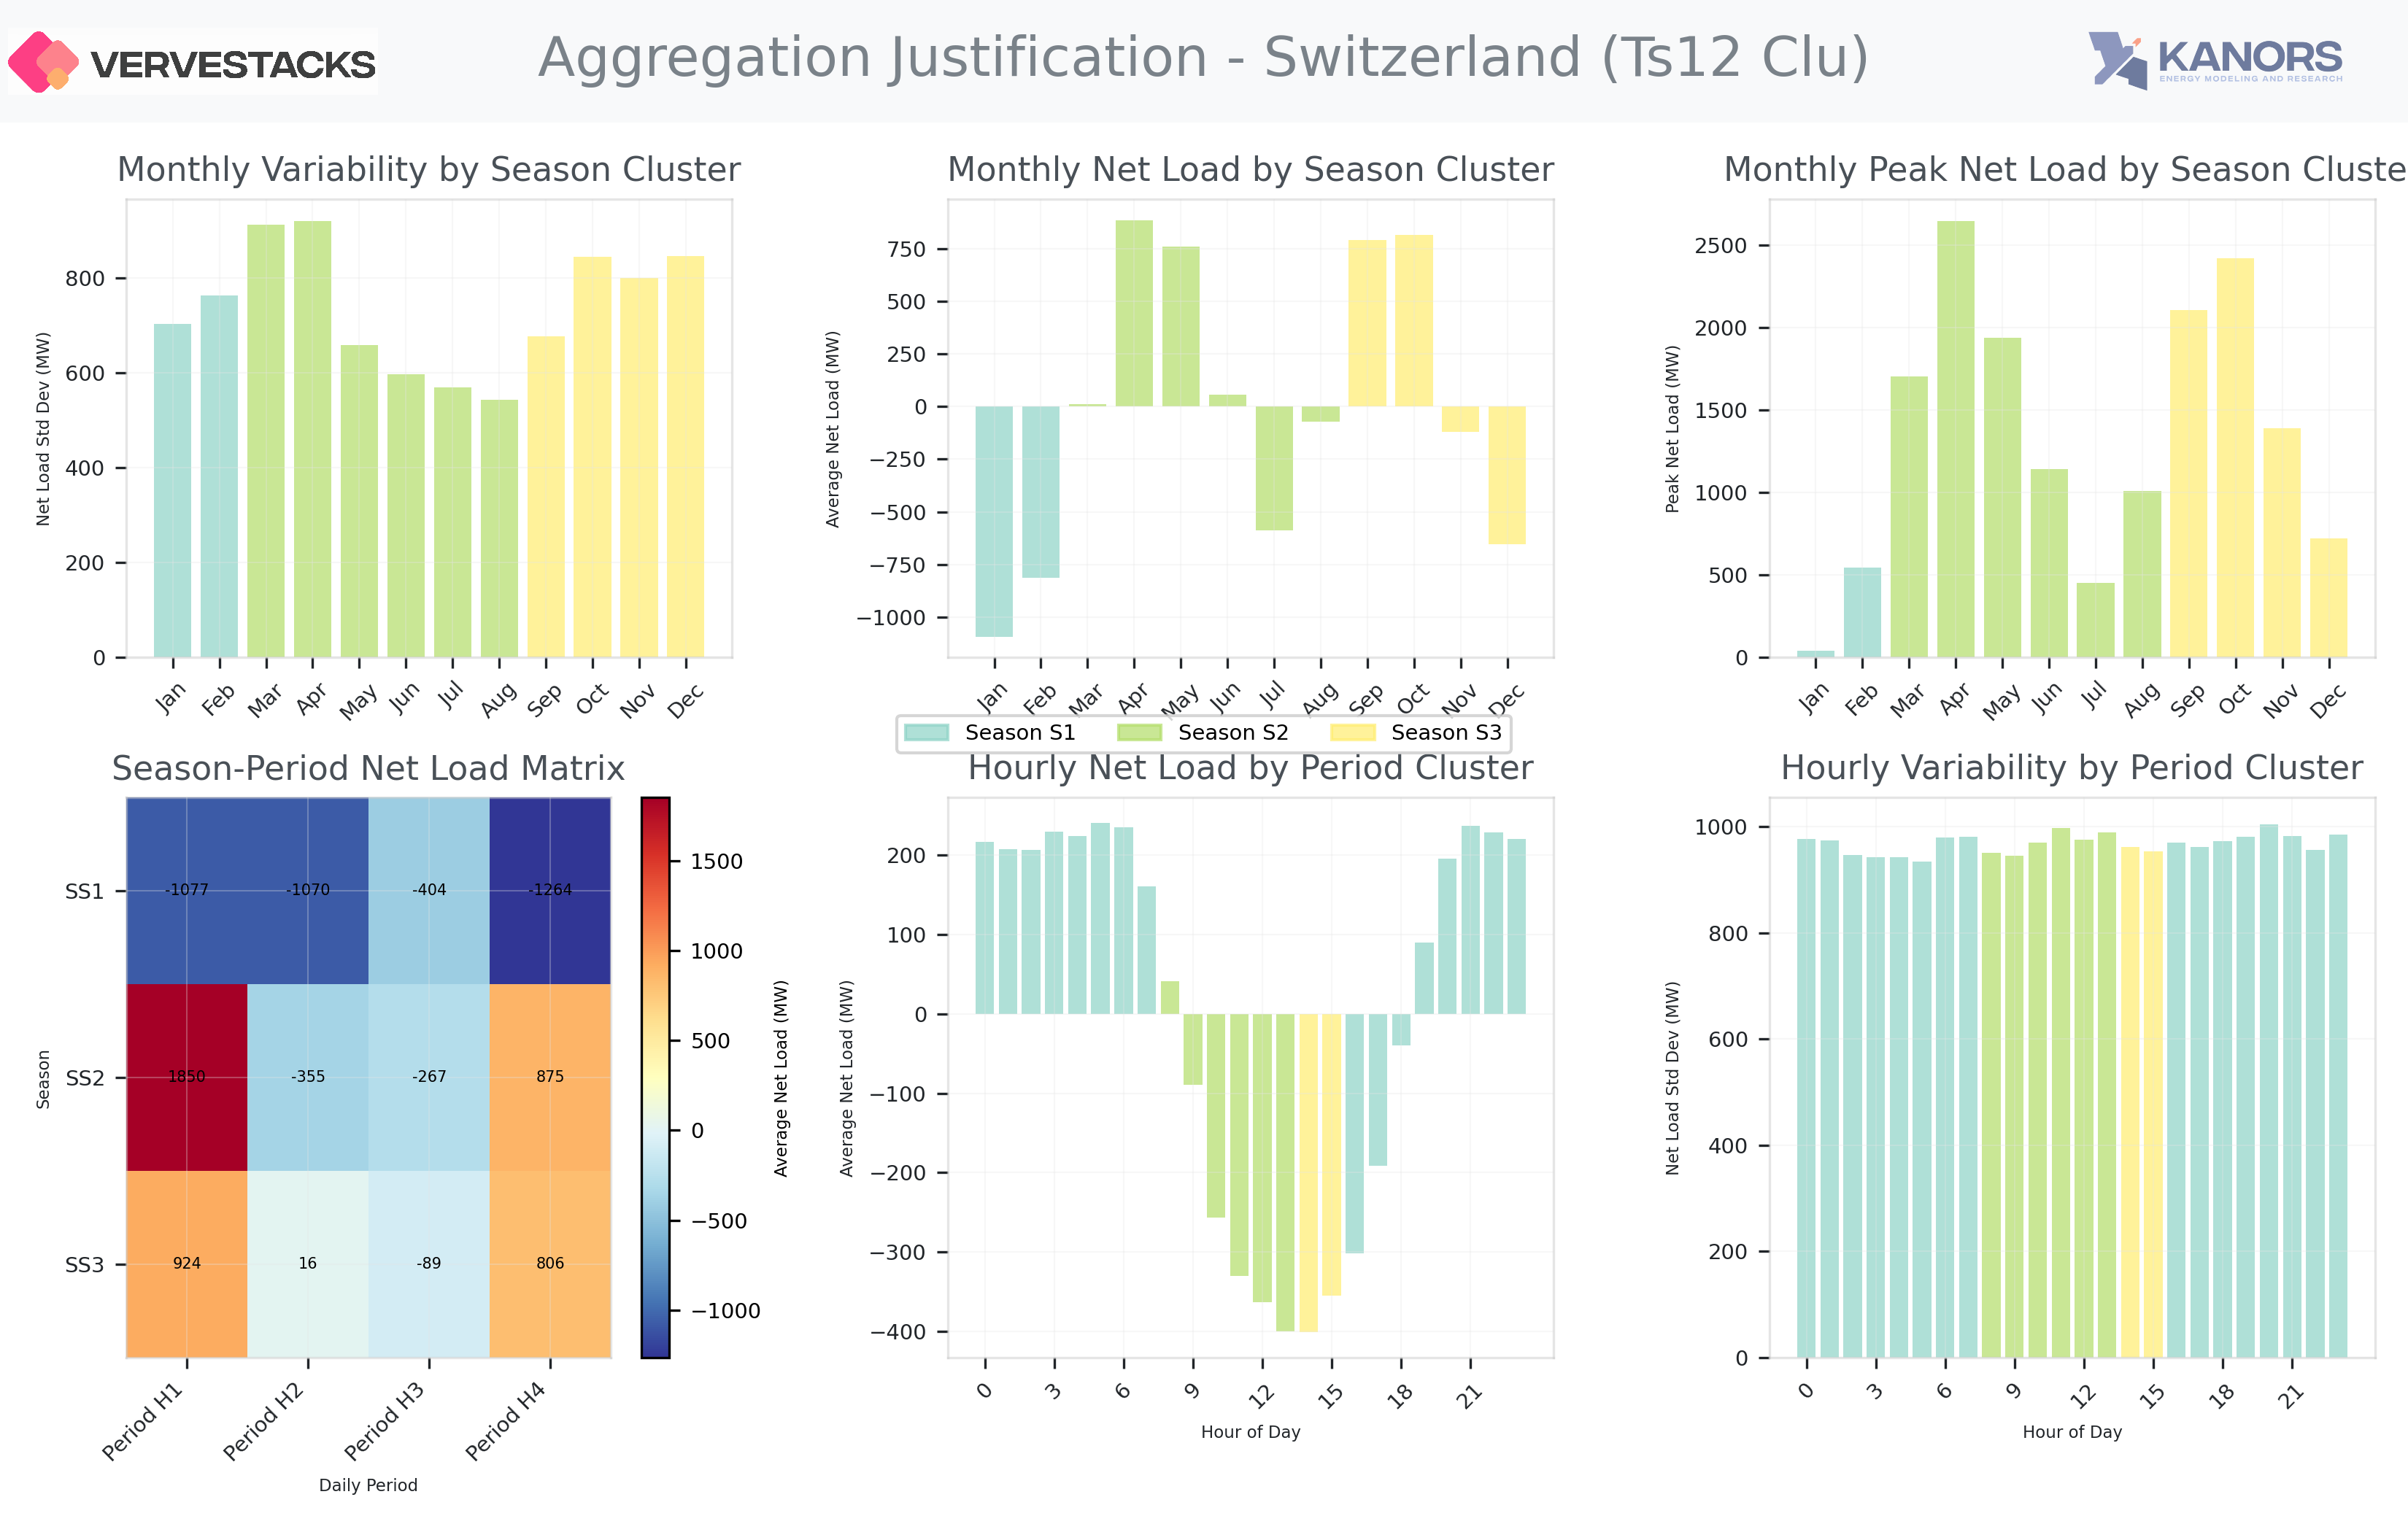 VERVESTACKS
Aggregation Justification - Switzerland (Ts12 Clu)
KANORS
ENERGY MODELING AND RESEARCH
Monthly Variability by Season Cluster
Net Load Std Dev (MW)
800
600
400
200
0
Jan Feb Mar Apr May Jun Jul Aug Sep Oct Nov Dec
Monthly Net Load by Season Cluster
Average Net Load (MW)
750
500
250
0
−250
−500
−750
−1000
Jan Feb Mar Apr May Jun Jul Aug Sep Oct Nov Dec
Monthly Peak Net Load by Season Cluste
Peak Net Load (MW)
2500
2000
1500
1000
500
0
Jan Feb Mar Apr May Jun Jul Aug Sep Oct Nov Dec
Season S1 Season S2 Season S3
Season-Period Net Load Matrix
Season
SS1 -1077 -1070 -404 -1264
SS2 1850 -355 -267 875
SS3 924 16 -89 806
Period H1 Period H2 Period H3 Period H4
Daily Period
1500
1000
500
0
−500
−1000
Average Net Load (MW)
Hourly Net Load by Period Cluster
Average Net Load (MW)
200
100
0
−100
−200
−300
−400
0 3 6 9 12 15 18 21
Hour of Day
Hourly Variability by Period Cluster
Net Load Std Dev (MW)
1000
800
600
400
200
0
0 3 6 9 12 15 18 21
Hour of Day